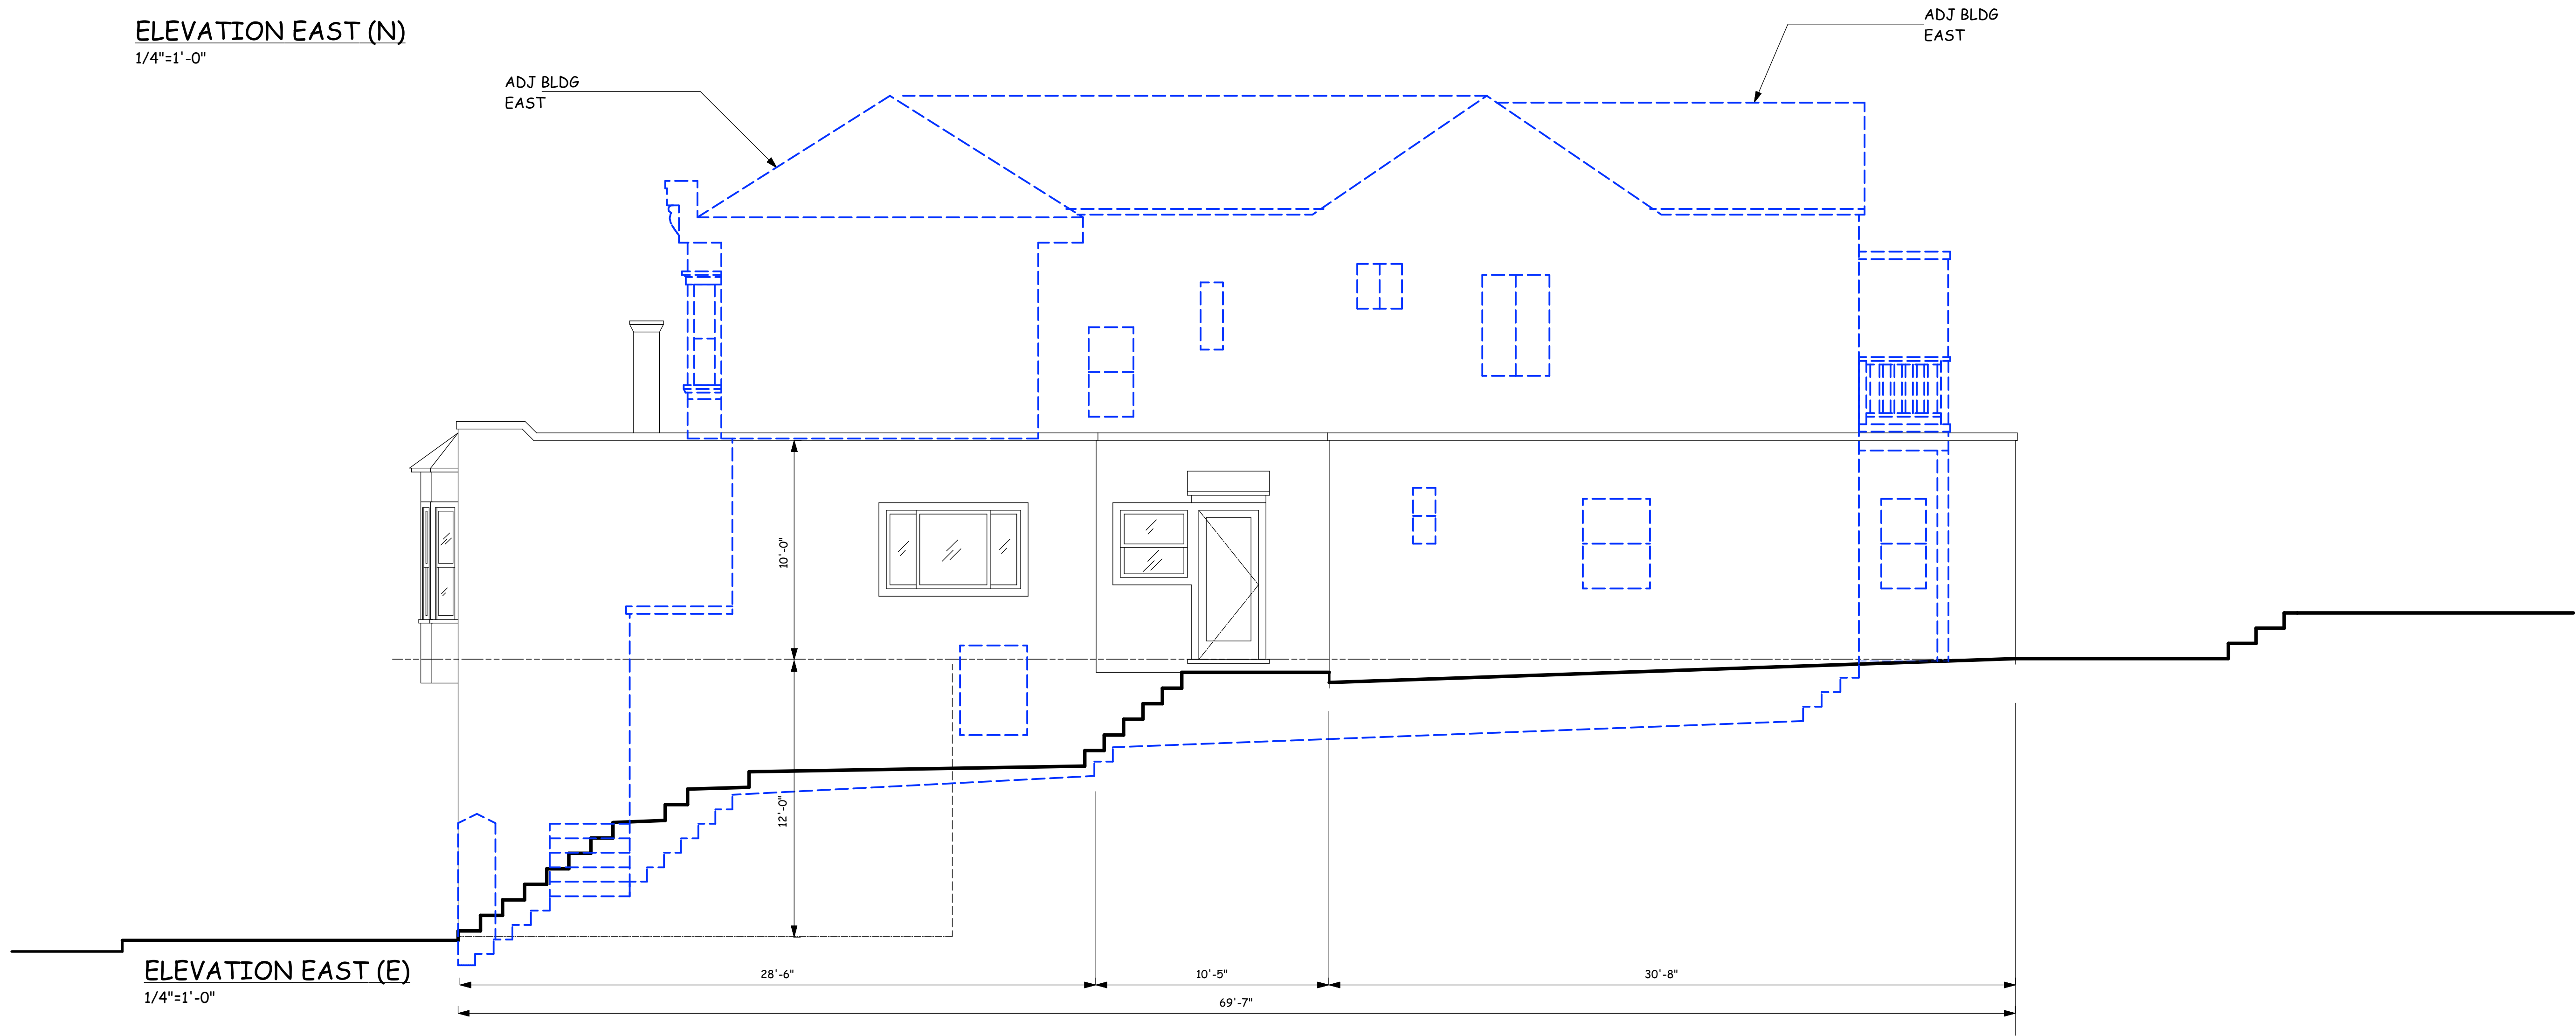 ELEVATION EAST (N)
1/4"=1'-0"
ADJ BLDG
EAST
ADJ BLDG
EAST
10'-0"
12'-0"
ELEVATION EAST (E)
1/4"=1'-0"
28'-6"
10'-5"
30'-8"
69'-7"